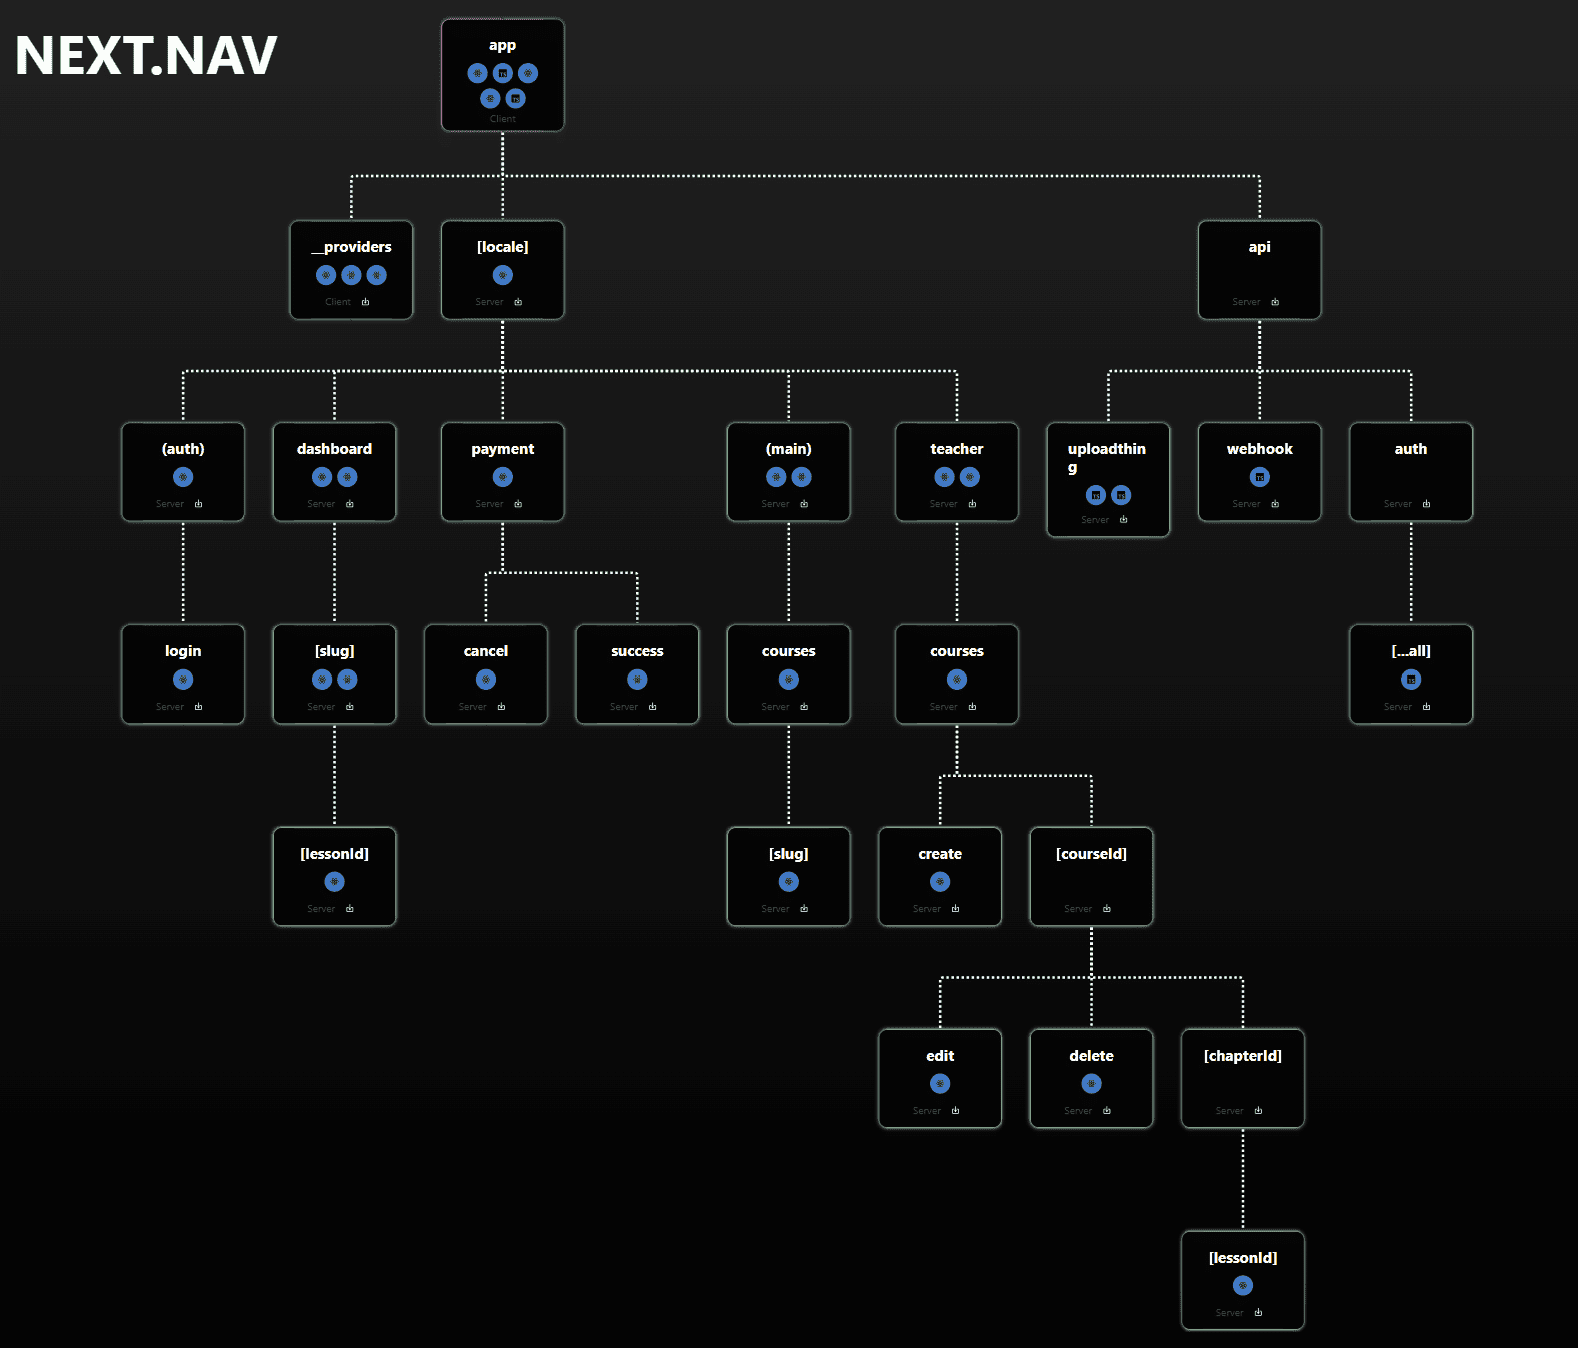 NEXT.NAV
app
Client
__providers
Client
[locale]
Server
api
Server
(auth)
Server
dashboard
Server
payment
Server
(main)
Server
teacher
Server
uploadthin
g
Server
webhook
Server
auth
Server
login
Server
[slug]
Server
cancel
Server
success
Server
courses
Server
courses
Server
[...all]
Server
[lessonId]
Server
[slug]
Server
create
Server
[courseId]
Server
edit
Server
delete
Server
[chapterId]
Server
[lessonId]
Server